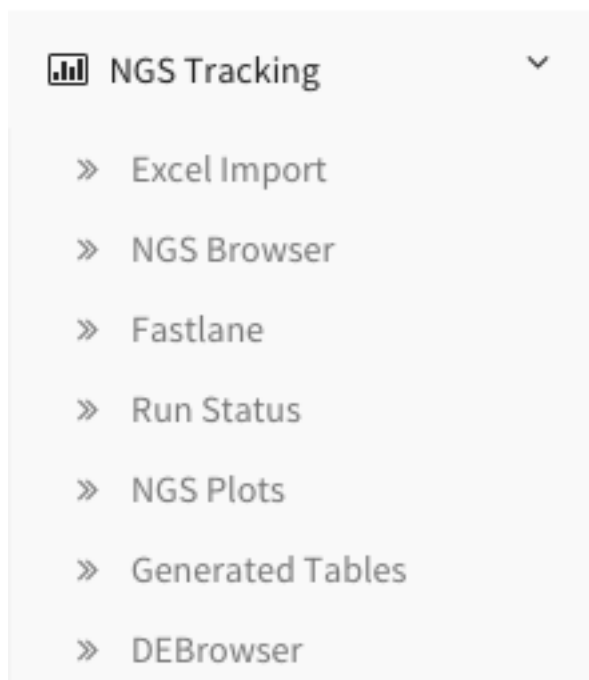 NGS Tracking
Excel Import
NGS Browser
Fastlane
Run Status
NGS Plots
Generated Tables
DEBrowser